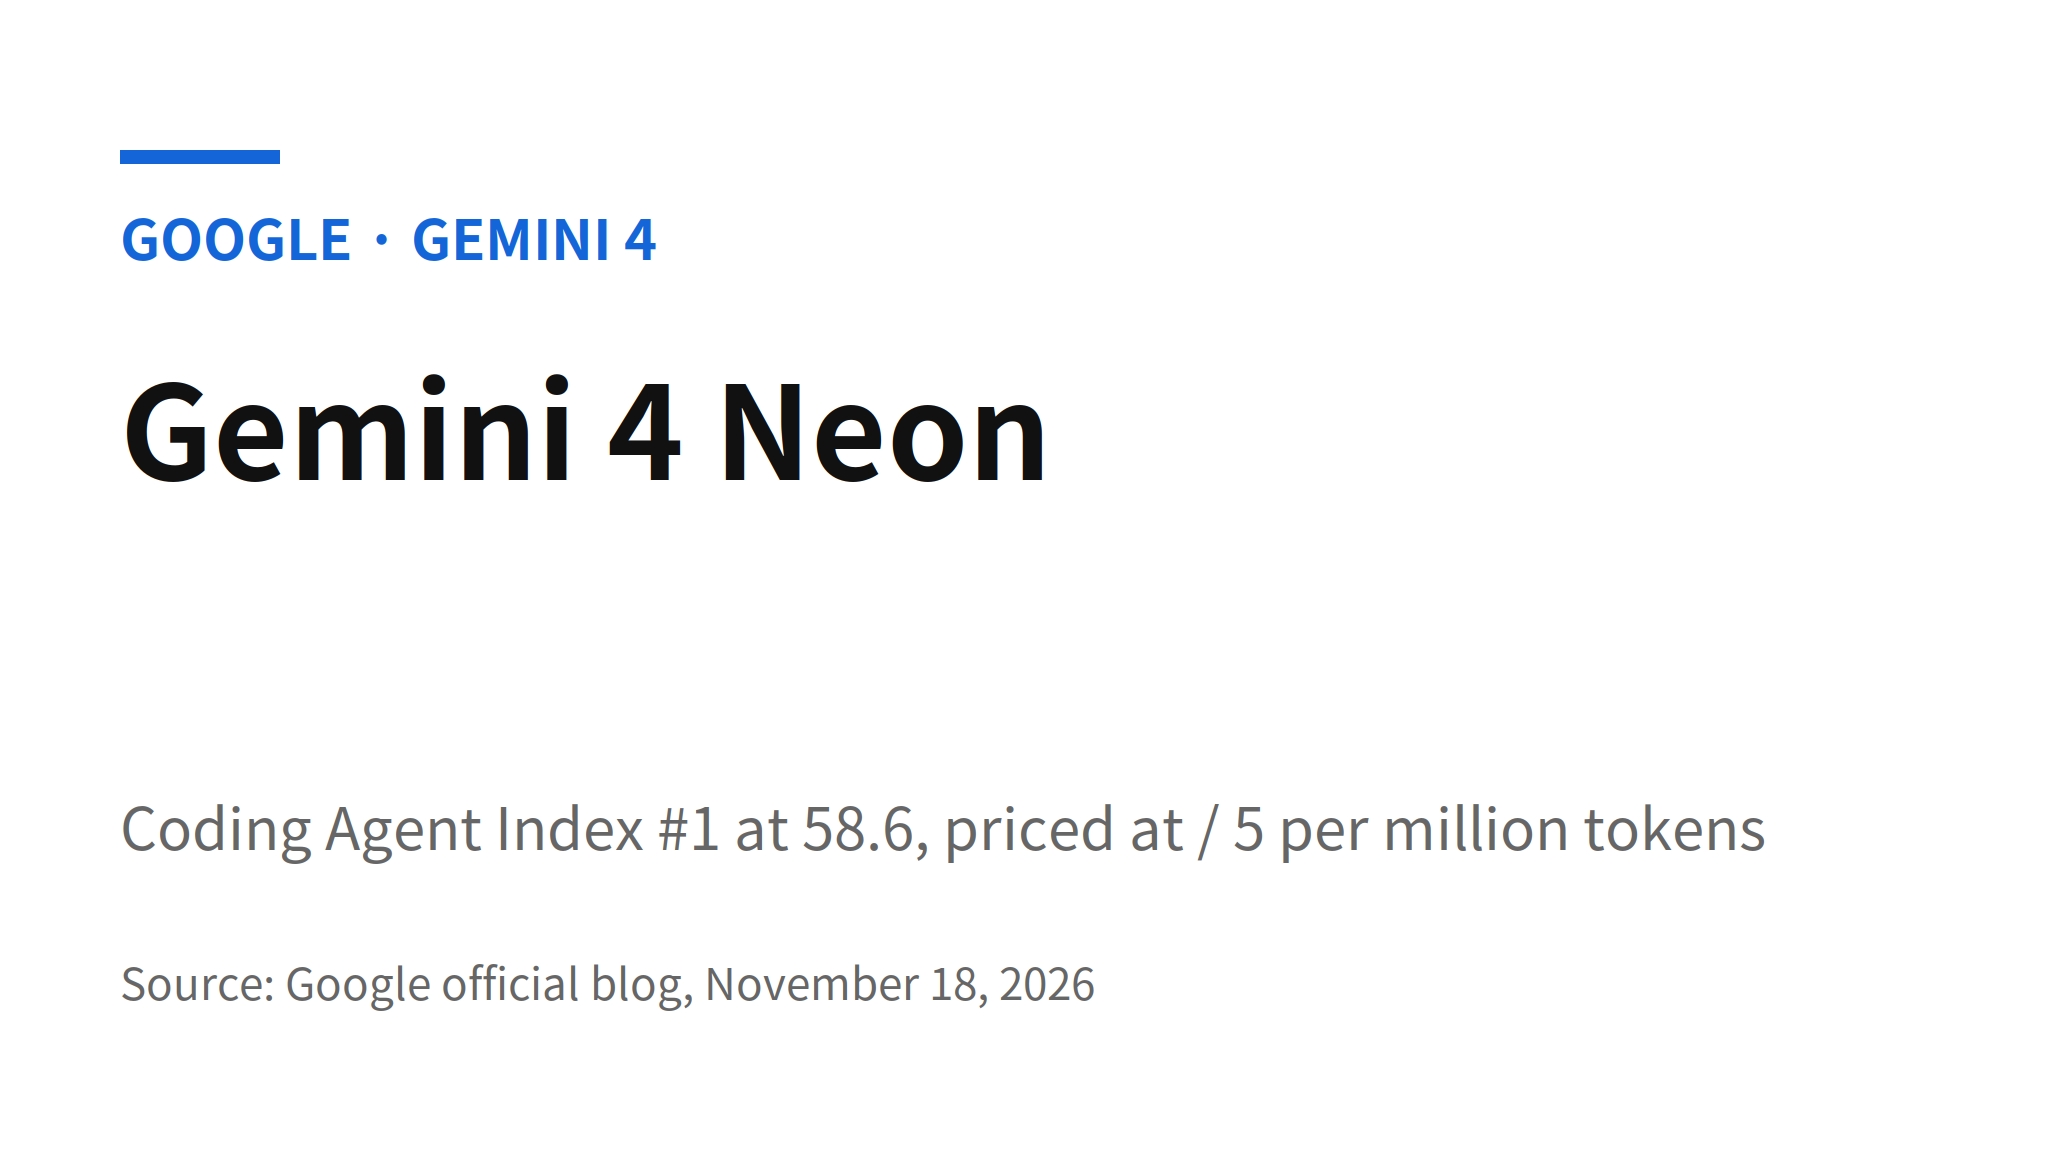 GOOGLE · GEMINI 4
Gemini 4 Neon
Coding Agent Index #1 at 58.6, priced at / 5 per million tokens
Source: Google official blog, November 18, 2026